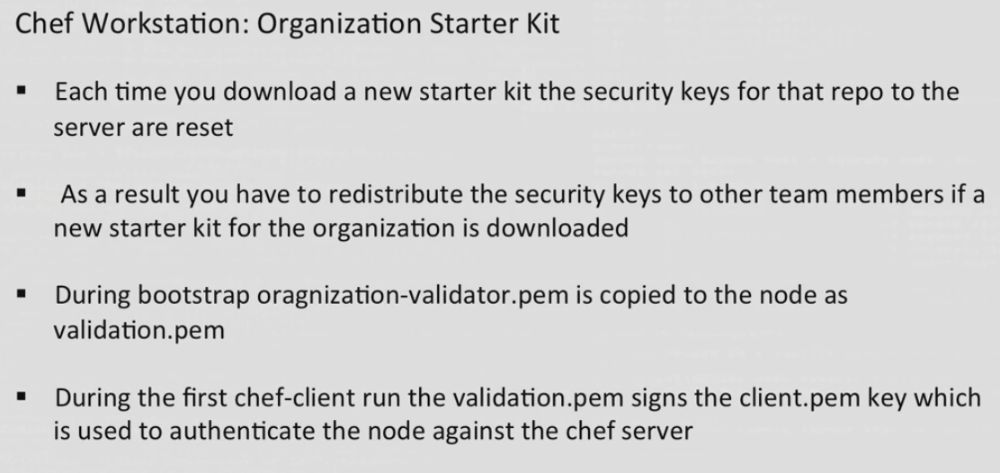 Chef Workstation: Organization Starter Kit
▪ Each time you download a new starter kit the security keys for that repo to the
server are reset
▪ As a result you have to redistribute the security keys to other team members if a
new starter kit for the organization is downloaded
▪ During bootstrap oragnization-validator.pem is copied to the node as
validation.pem
▪ During the first chef-client run the validation.pem signs the client.pem key which
is used to authenticate the node against the chef server